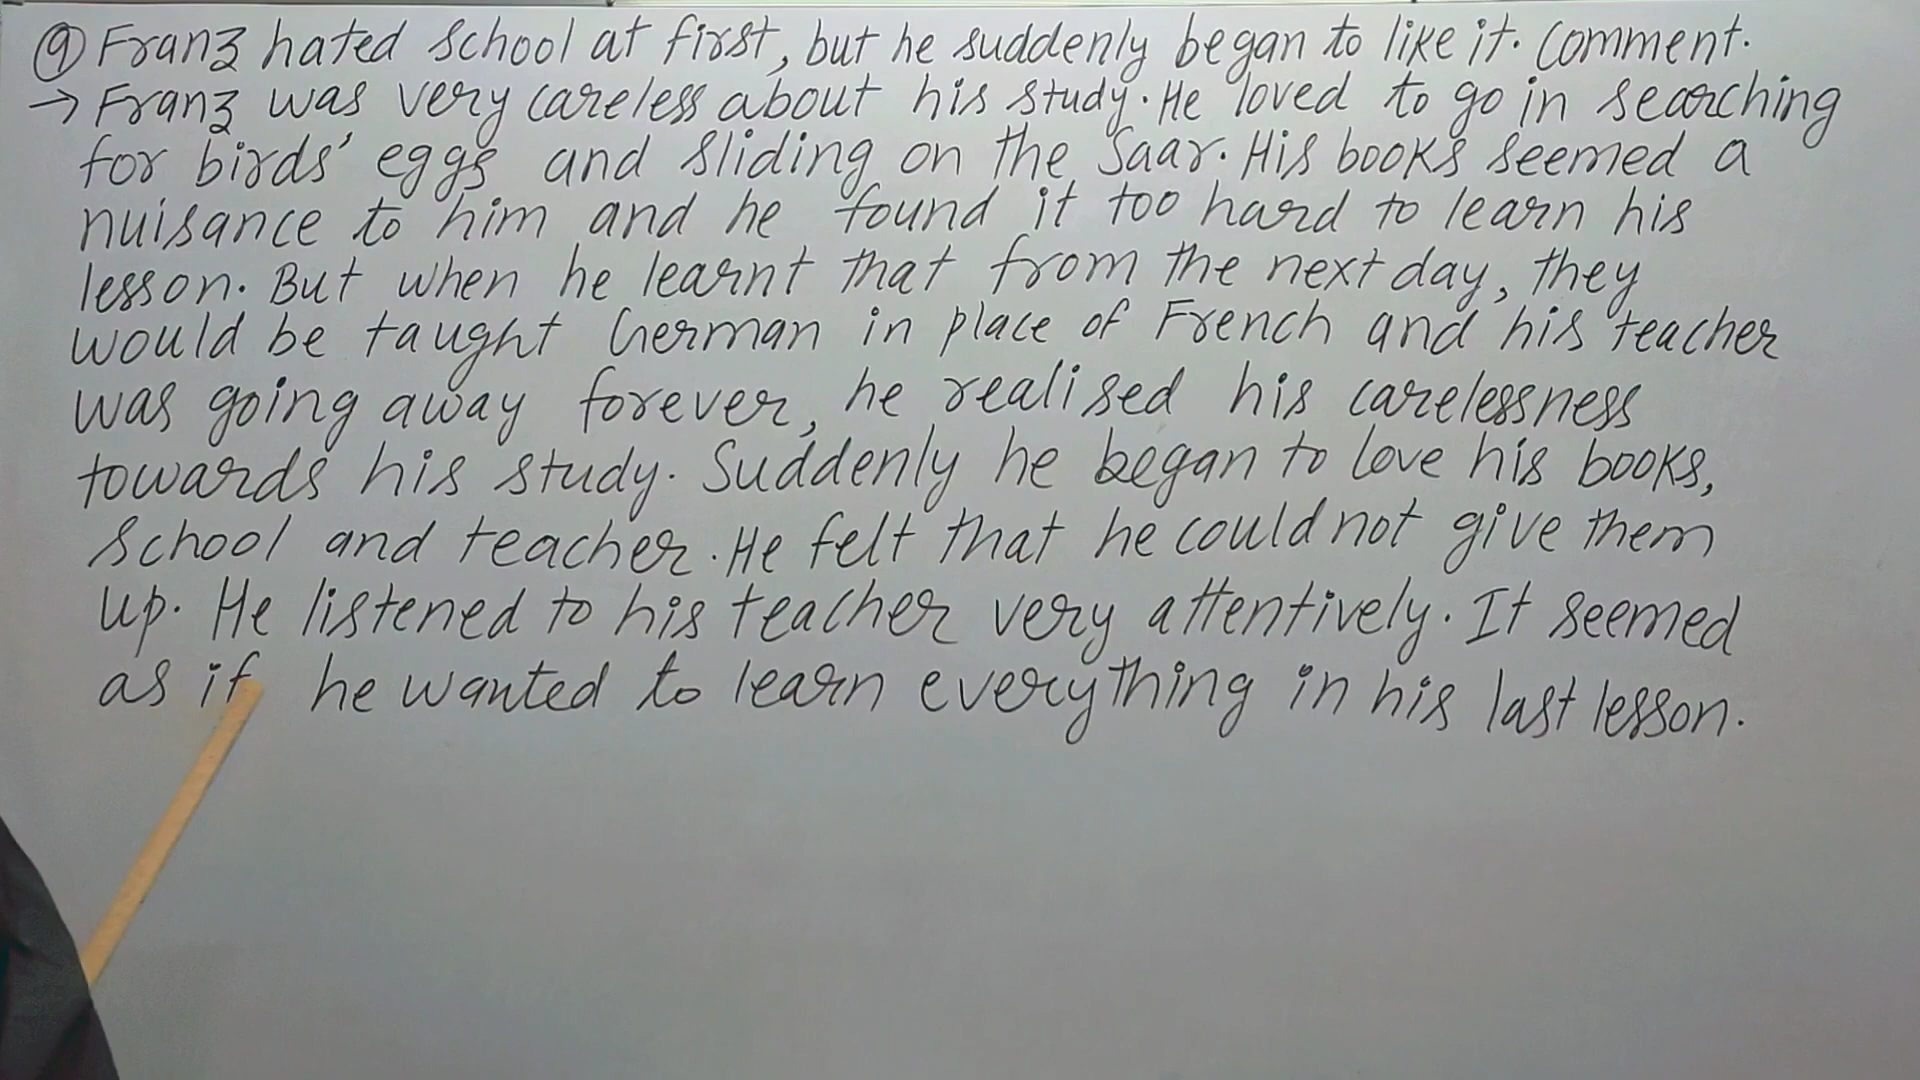 9 Franz hated school at first, but he suddenly began to like it. Comment.
→ Franz was very careless about his study. He loved to go in searching
for birds' eggs and sliding on the Saar. His books seemed a
nuisance to him and he found it too hard to learn his
lesson. But when he learnt that from the next day, they
would be taught German in place of French and his teacher
was going away forever, he realised his carelessness
towards his study. Suddenly he began to love his books,
school and teacher. He felt that he could not give them
up. He listened to his teacher very attentively. It seemed
as if he wanted to learn everything in his last lesson.